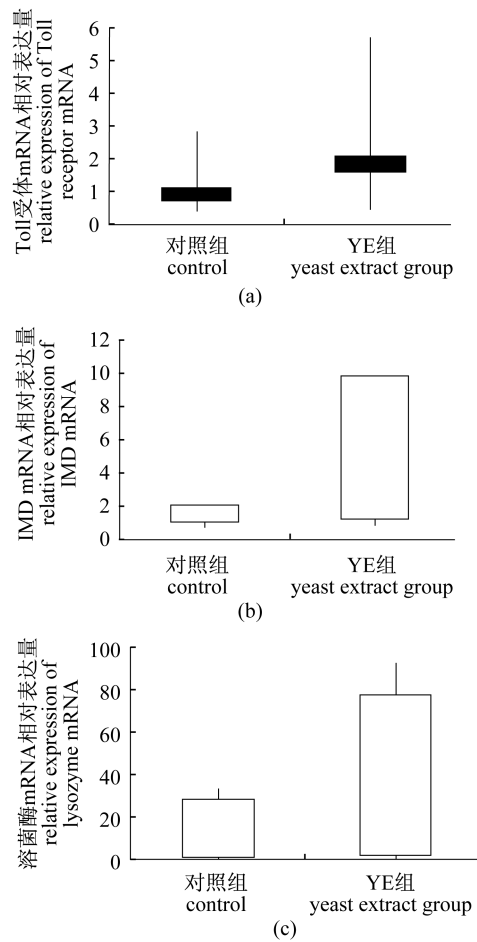 Toll受体mRNA相对表达量
relative expression of Toll
receptor mRNA
6
5
4
3
2
1
0
对照组
control
YE组
yeast extract group
(a)
IMD mRNA相对表达量
relative expression of
IMD mRNA
12
10
8
6
4
2
0
对照组
control
YE组
yeast extract group
(b)
溶菌酶mRNA相对表达量
relative expression of
lysozyme mRNA
100
80
60
40
20
0
对照组
control
YE组
yeast extract group
(c)